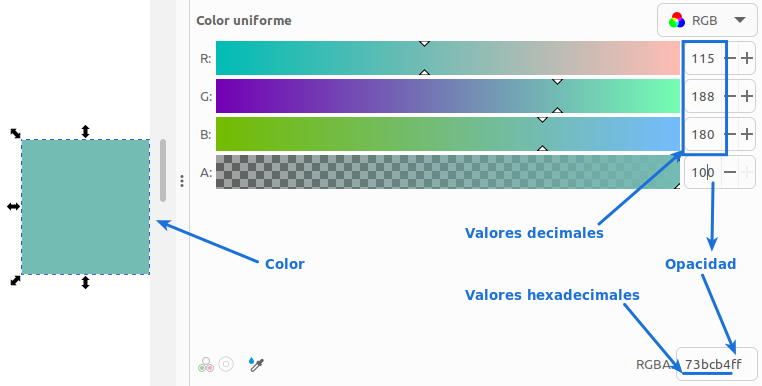 Color uniforme
RGB
R: 115
G: 188
B: 180
A: 100
Valores decimales
Color
Opacidad
Valores hexadecimales
RGBA: 73bcb4ff